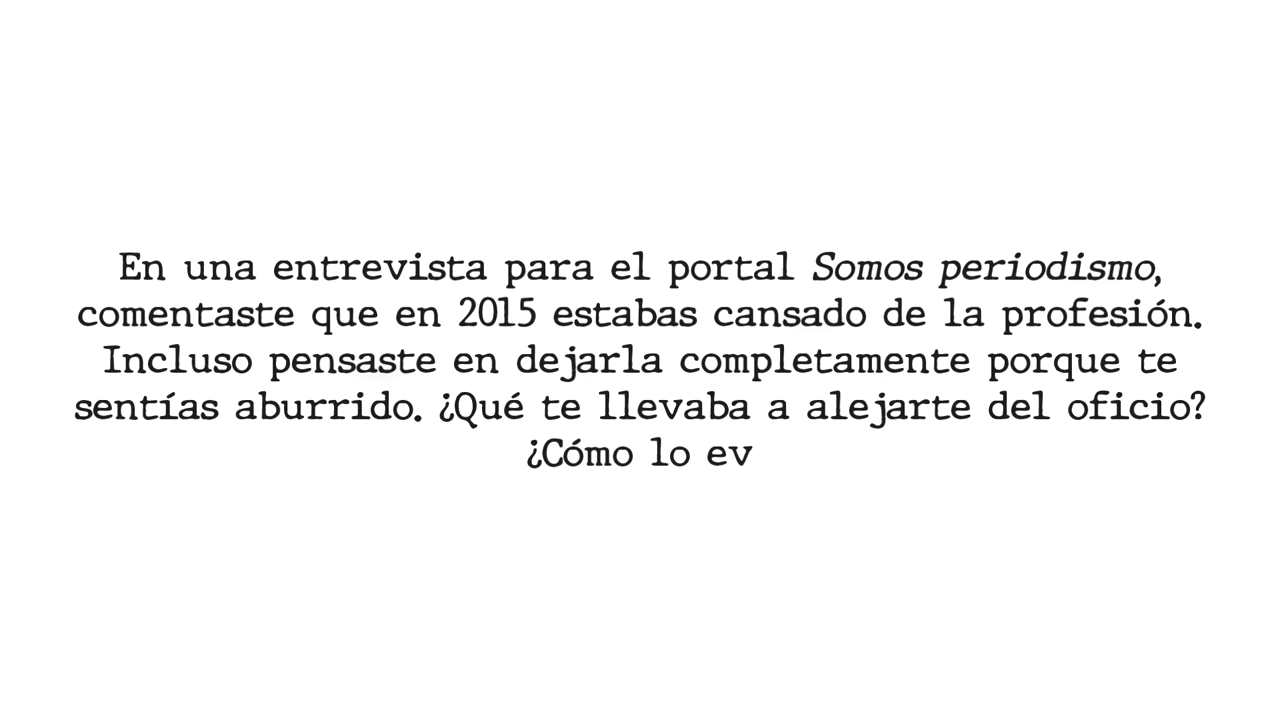 En una entrevista para el portal Somos periodismo,
comentaste que en 2015 estabas cansado de la profesión.
Incluso pensaste en dejarla completamente porque te
sentías aburrido. ¿Qué te llevaba a alejarte del oficio?
¿Cómo lo ev